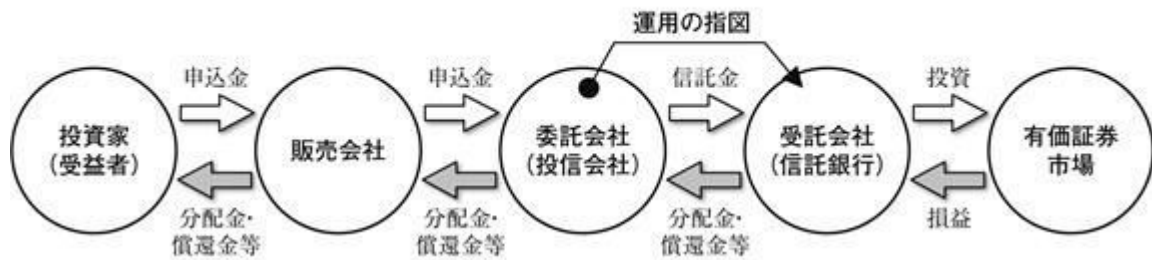 運用の指図
申込金
申込金
信託金
投資
投資家
(受益者)
販売会社
委託会社
(投信会社)
受託会社
(信託銀行)
有価証券
市場
分配金・
償還金等
分配金・
償還金等
分配金・
償還金等
損益